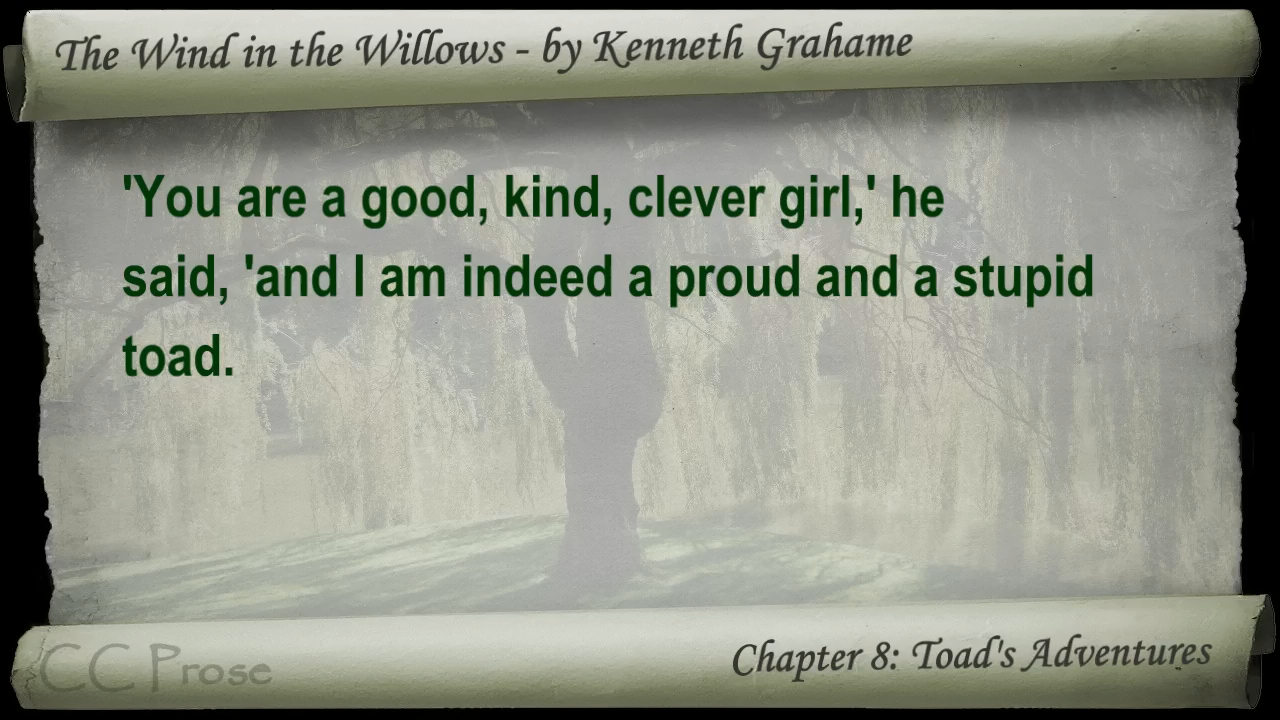 The Wind in the Willows - by Kenneth Grahame
'You are a good, kind, clever girl,' he
said, 'and I am indeed a proud and a stupid
toad.
CC Prose
Chapter 8: Toad's Adventures